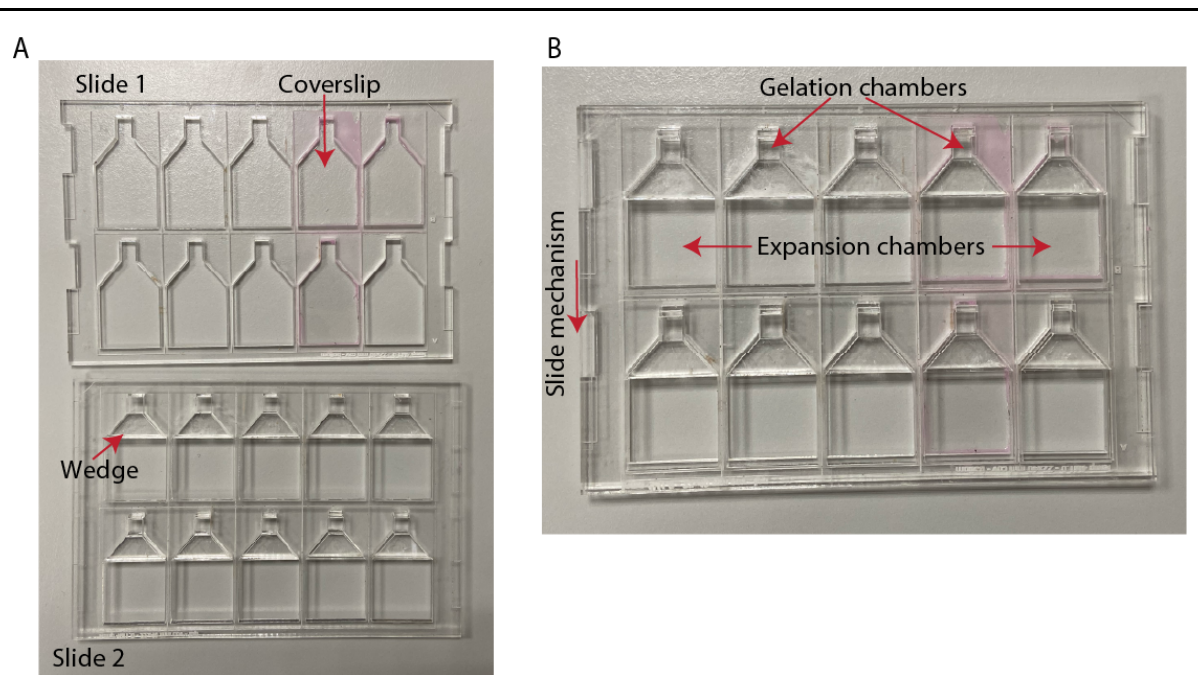 A
Slide 1
Coverslip
Wedge
Slide 2
B
Gelation chambers
Expansion chambers
Slide mechanism